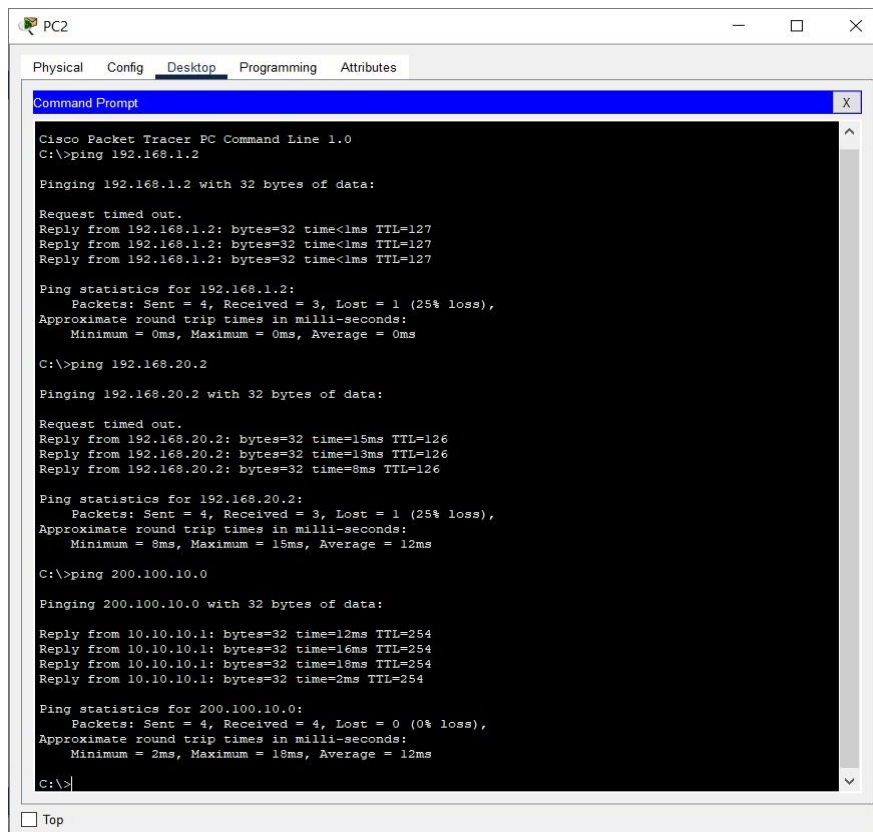 PC2
Physical Config Desktop Programming Attributes
Command Prompt X
Cisco Packet Tracer PC Command Line 1.0
C:\>ping 192.168.1.2
Pinging 192.168.1.2 with 32 bytes of data:
Request timed out.
Reply from 192.168.1.2: bytes=32 time<1ms TTL=127
Reply from 192.168.1.2: bytes=32 time<1ms TTL=127
Reply from 192.168.1.2: bytes=32 time<1ms TTL=127
Ping statistics for 192.168.1.2:
Packets: Sent = 4, Received = 3, Lost = 1 (25% loss),
Approximate round trip times in milli-seconds:
Minimum = 0ms, Maximum = 0ms, Average = 0ms
C:\>ping 192.168.20.2
Pinging 192.168.20.2 with 32 bytes of data:
Request timed out.
Reply from 192.168.20.2: bytes=32 time=15ms TTL=126
Reply from 192.168.20.2: bytes=32 time=13ms TTL=126
Reply from 192.168.20.2: bytes=32 time=8ms TTL=126
Ping statistics for 192.168.20.2:
Packets: Sent = 4, Received = 3, Lost = 1 (25% loss),
Approximate round trip times in milli-seconds:
Minimum = 8ms, Maximum = 15ms, Average = 12ms
C:\>ping 200.100.10.0
Pinging 200.100.10.0 with 32 bytes of data:
Reply from 10.10.10.1: bytes=32 time=12ms TTL=254
Reply from 10.10.10.1: bytes=32 time=16ms TTL=254
Reply from 10.10.10.1: bytes=32 time=18ms TTL=254
Reply from 10.10.10.1: bytes=32 time=2ms TTL=254
Ping statistics for 200.100.10.0:
Packets: Sent = 4, Received = 4, Lost = 0 (0% loss),
Approximate round trip times in milli-seconds:
Minimum = 2ms, Maximum = 18ms, Average = 12ms
C:\>
Top